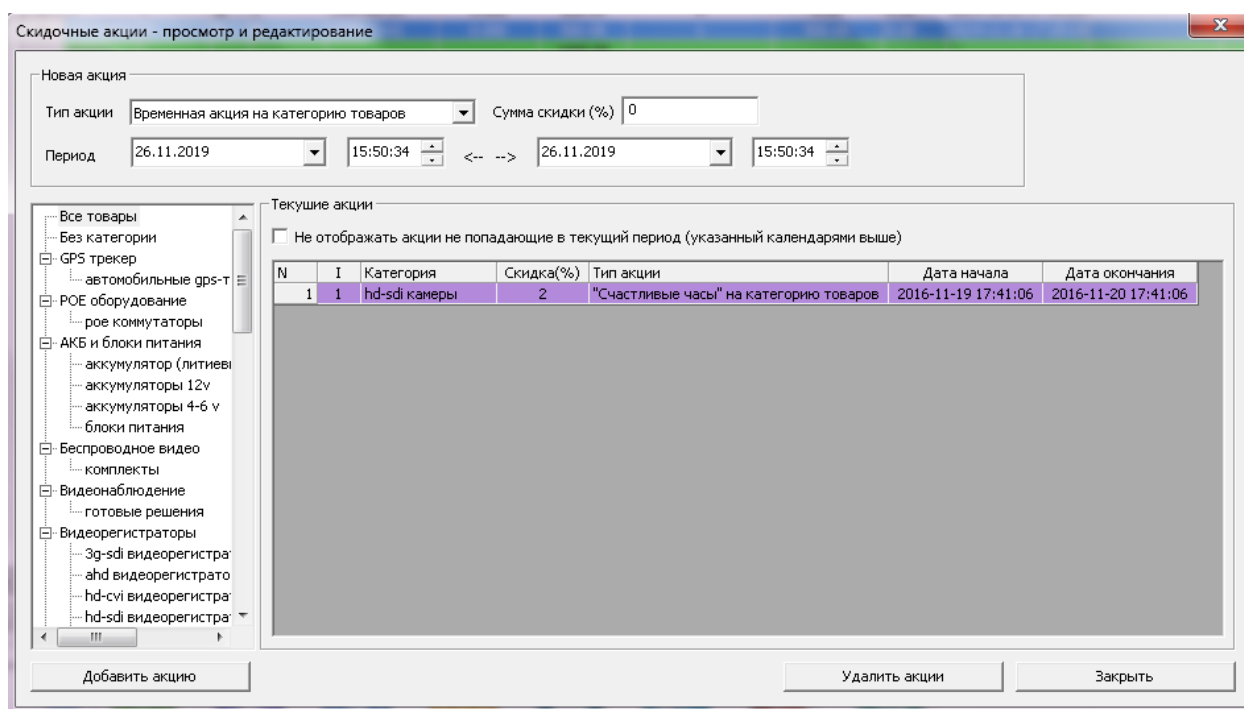 Скидочные акции - просмотр и редактирование
Новая акция
Тип акции Временная акция на категорию товаров Сумма скидки (%) 0
Период 26.11.2019 15:50:34 <-- --> 26.11.2019 15:50:34
Все товары
Без категории
GPS трекер
автомобильные gps-т
POE оборудование
poe коммутаторы
АКБ и блоки питания
аккумулятор (литиев
аккумуляторы 12v
аккумуляторы 4-6 v
блоки питания
Беспроводное видео
комплекты
Видеонаблюдение
готовые решения
Видеорегистраторы
3g-sdi видеорегистра
ahd видеорегистрато
hd-cvi видеорегистра
hd-sdi видеорегистра
Текушие акции
Не отображать акции не попадающие в текущий период (указанный календарями выше)
N I Категория Скидка(%) Тип акции Дата начала Дата окончания
1 1 hd-sdi камеры 2 "Счастливые часы" на категорию товаров 2016-11-19 17:41:06 2016-11-20 17:41:06
Добавить акцию Удалить акции Закрыть